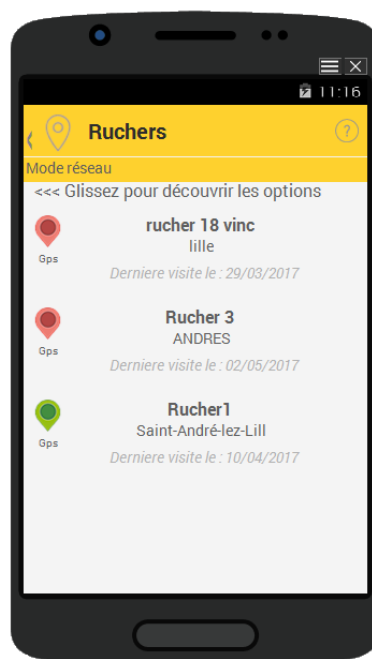 11:16
Ruchers
?
Mode réseau
<<< Glissez pour découvrir les options
rucher 18 vinc
lille
Gps
Derniere visite le : 29/03/2017
Rucher 3
ANDRES
Gps
Derniere visite le : 02/05/2017
Rucher1
Saint-André-lez-Lill
Gps
Derniere visite le : 10/04/2017